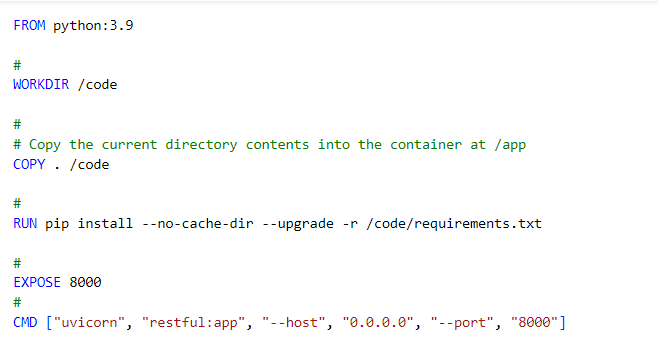 FROM python:3.9
#
WORKDIR /code
#
# Copy the current directory contents into the container at /app
COPY . /code
#
RUN pip install --no-cache-dir --upgrade -r /code/requirements.txt
#
EXPOSE 8000
#
CMD ["uvicorn", "restful:app", "--host", "0.0.0.0", "--port", "8000"]